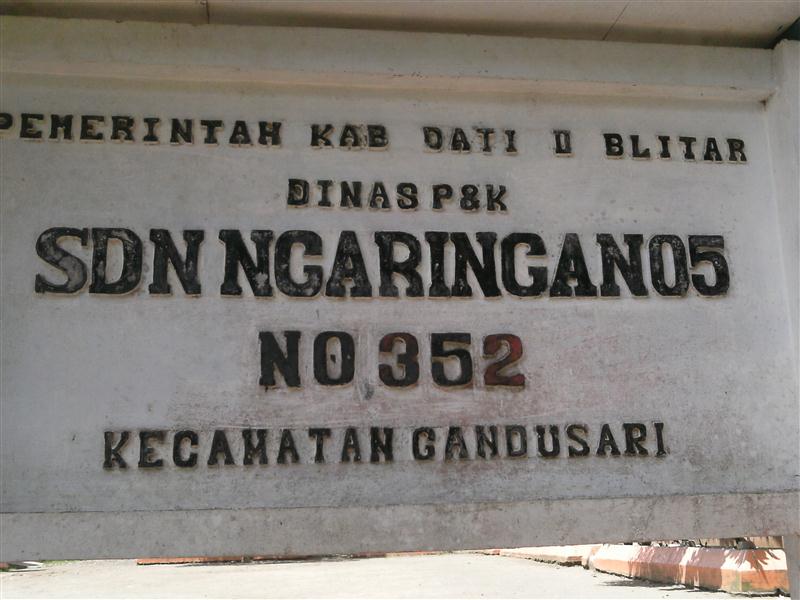 PEMERINTAH KAB DATI II BLITAR
DINAS P&K
SDN NGARINGAN 05
NO 352
KECAMATAN GANDUSARI